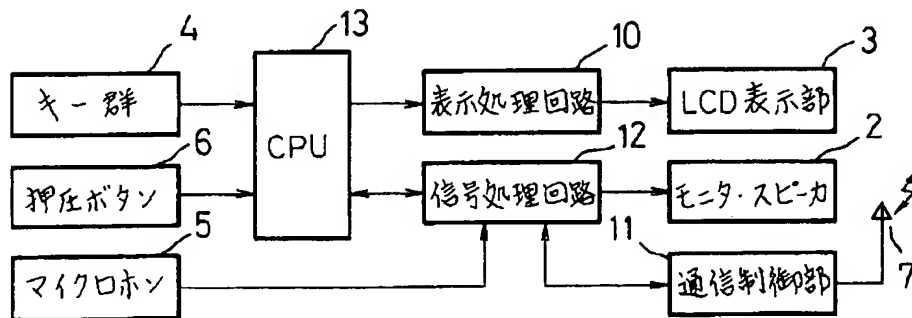 4
13
10
3
キー群
表示処理回路
LCD表示部
6
CPU
12
2
押圧ボタン
信号処理回路
モニタ・スピーカ
5
11
7
マイクロホン
通信制御部